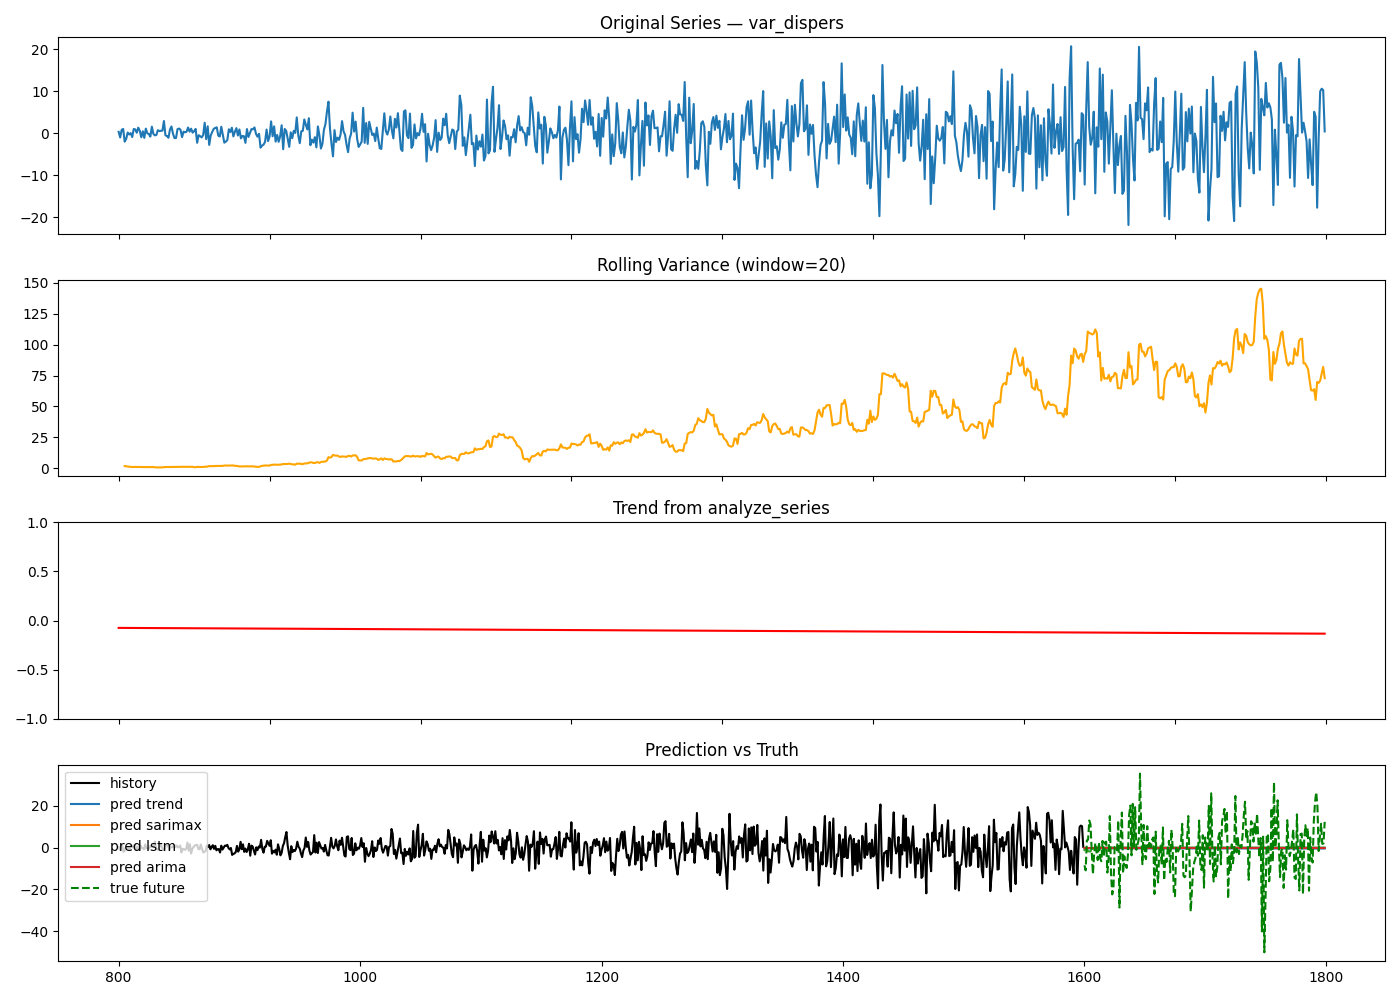 Original Series — var_dispers
20
10
0
−10
−20
Rolling Variance (window=20)
150
125
100
75
50
25
0
Trend from analyze_series
1.0
0.5
0.0
−0.5
−1.0
Prediction vs Truth
history
pred trend
pred sarimax
pred lstm
pred arima
true future
20
0
−20
−40
800 1000 1200 1400 1600 1800